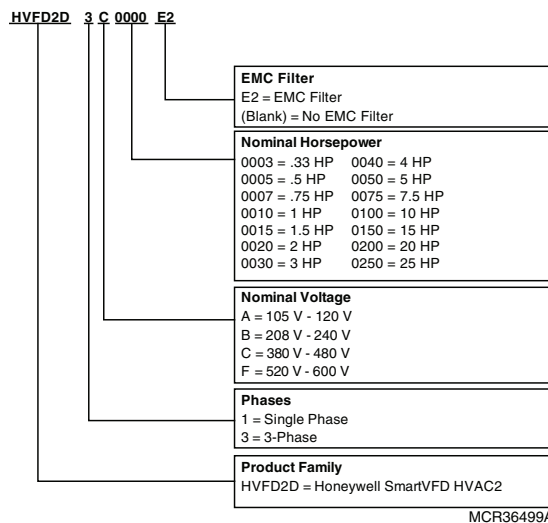 HVFD2D 3 C 0000 E2
EMC Filter
E2 = EMC Filter
(Blank) = No EMC Filter
Nominal Horsepower
0003 = .33 HP 0040 = 4 HP
0005 = .5 HP 0050 = 5 HP
0007 = .75 HP 0075 = 7.5 HP
0010 = 1 HP 0100 = 10 HP
0015 = 1.5 HP 0150 = 15 HP
0020 = 2 HP 0200 = 20 HP
0030 = 3 HP 0250 = 25 HP
Nominal Voltage
A = 105 V - 120 V
B = 208 V - 240 V
C = 380 V - 480 V
F = 520 V - 600 V
Phases
1 = Single Phase
3 = 3-Phase
Product Family
HVFD2D = Honeywell SmartVFD HVAC2
MCR36499A